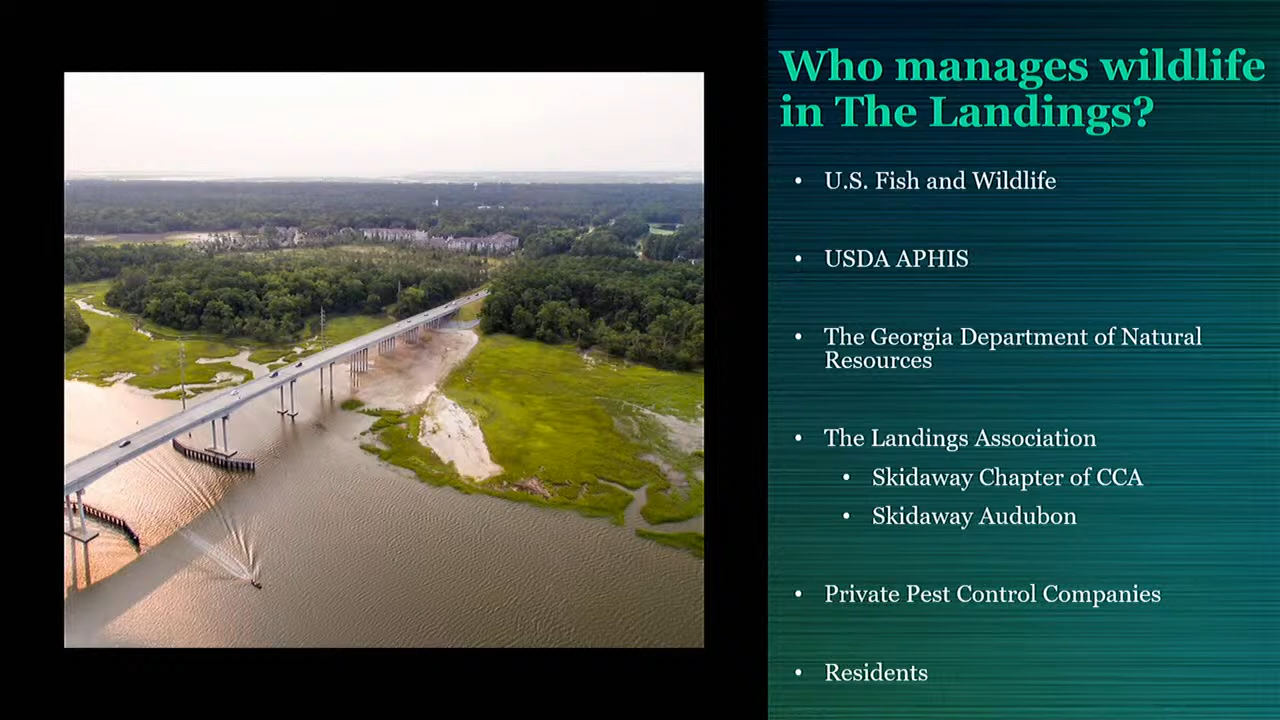 Who manages wildlife
in The Landings?
• U.S. Fish and Wildlife
• USDA APHIS
• The Georgia Department of Natural
Resources
• The Landings Association
• Skidaway Chapter of CCA
• Skidaway Audubon
• Private Pest Control Companies
• Residents